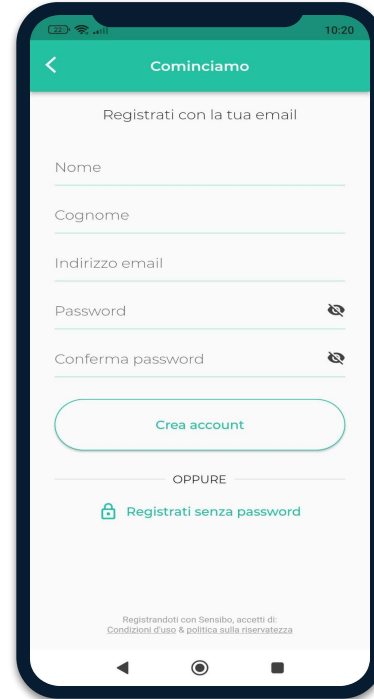 22
10:20
Cominciamo
Registrati con la tua email
Nome
Cognome
Indirizzo email
Password
Conferma password
Crea account
OPPURE
Registrati senza password
Registrandoti con Sensibo, accetti di:
Condizioni d'uso & politica sulla riservatezza